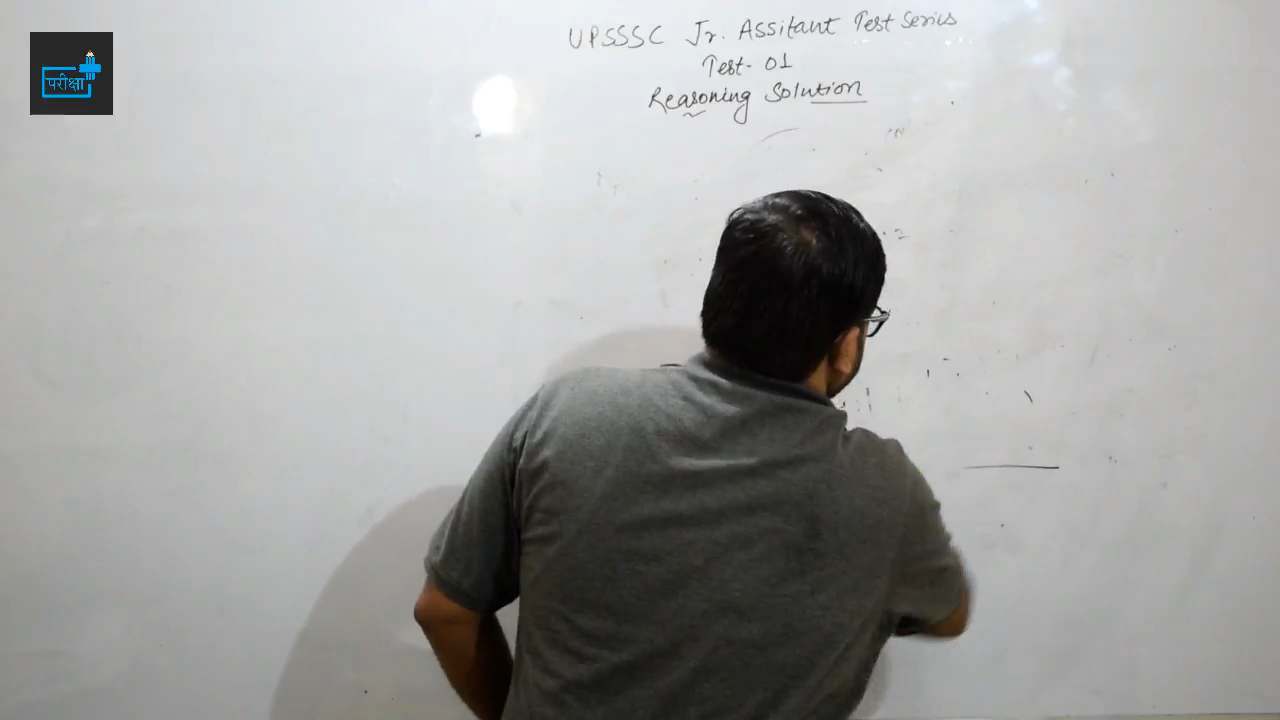 परीक्षा
UPSSSC Jr. Assitant Test Series
Test- 01
Reasoning Solution